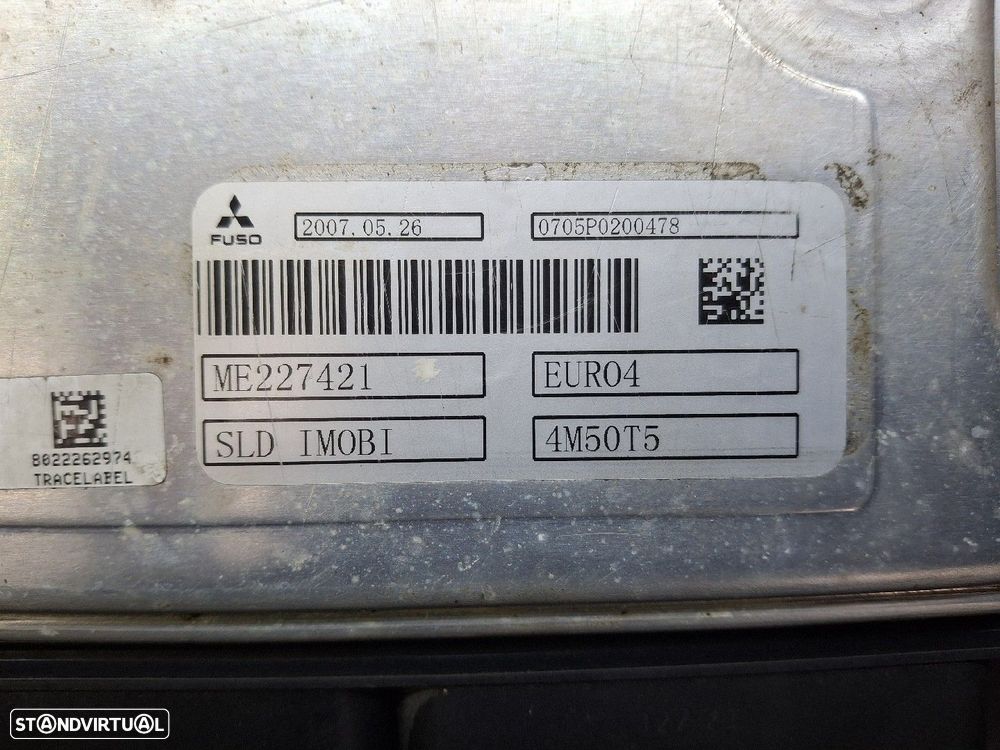 FUSO
2007.05.26
0705P0200478
ME227421
EURO4
SLD IMOBI
4M50T5
8022262974
TRACELABEL
STANDVIRTUAL